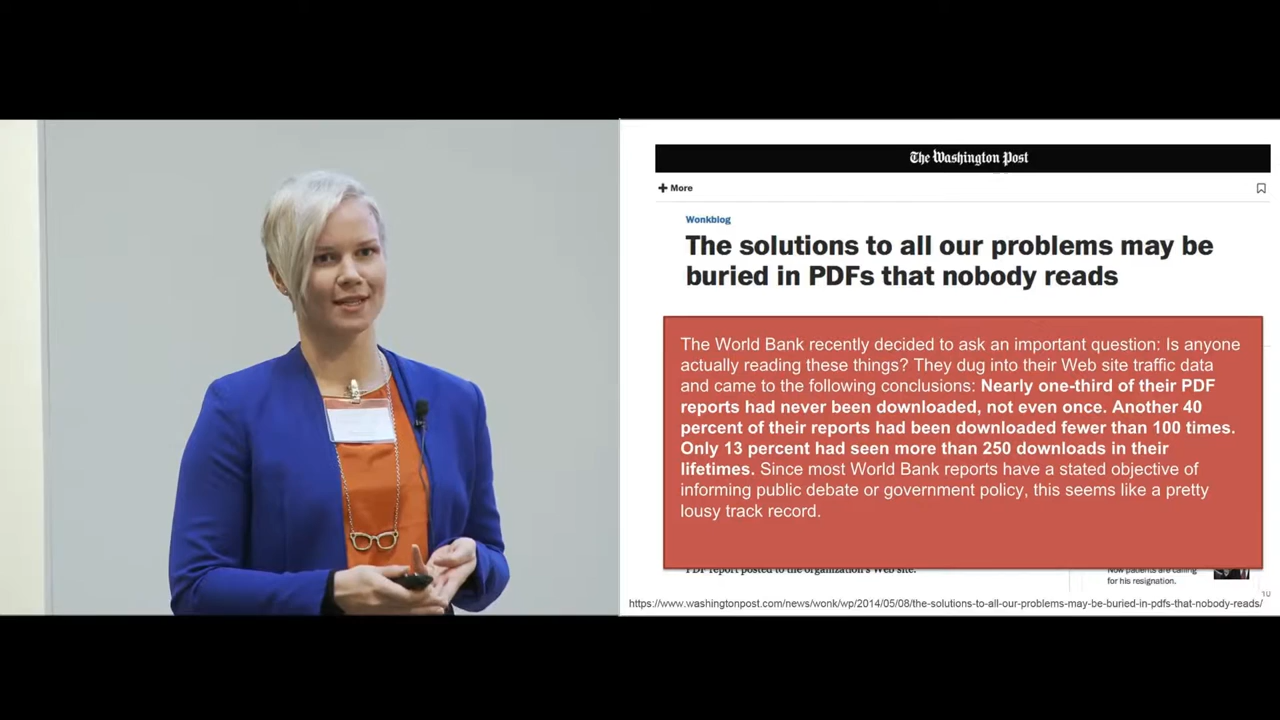 The Washington Post
+ More
Wonkblog
The solutions to all our problems may be
buried in PDFs that nobody reads
The World Bank recently decided to ask an important question: Is anyone
actually reading these things? They dug into their Web site traffic data
and came to the following conclusions: Nearly one-third of their PDF
reports had never been downloaded, not even once. Another 40
percent of their reports had been downloaded fewer than 100 times.
Only 13 percent had seen more than 250 downloads in their
lifetimes. Since most World Bank reports have a stated objective of
informing public debate or government policy, this seems like a pretty
lousy track record.
PDF report posted to the organization's Web site.
Now patients are calling
for his resignation.
10
https://www.washingtonpost.com/news/wonk/wp/2014/05/08/the-solutions-to-all-our-problems-may-be-buried-in-pdfs-that-nobody-reads/